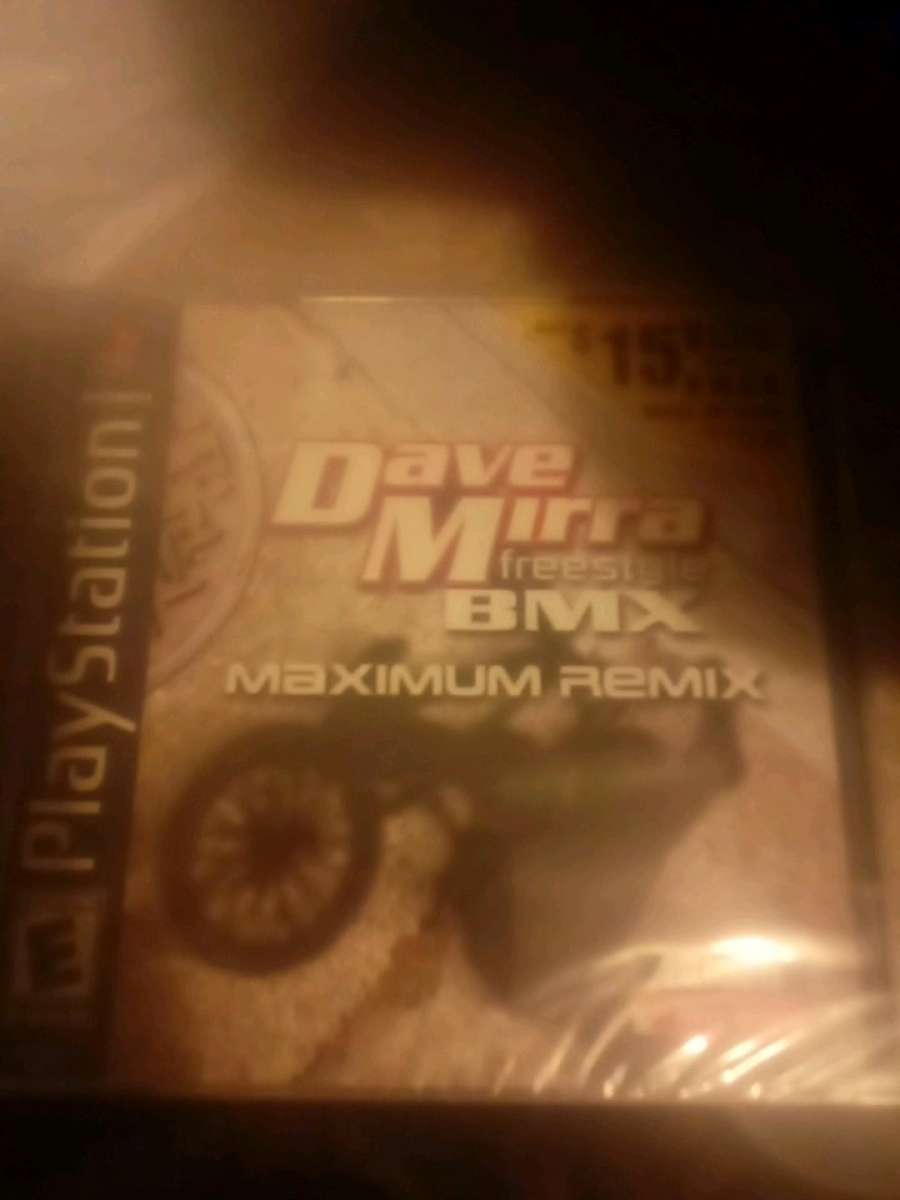 PlayStation
$15
Dave
Mirra
freestyle
BMX
MAXIMUM REMIX